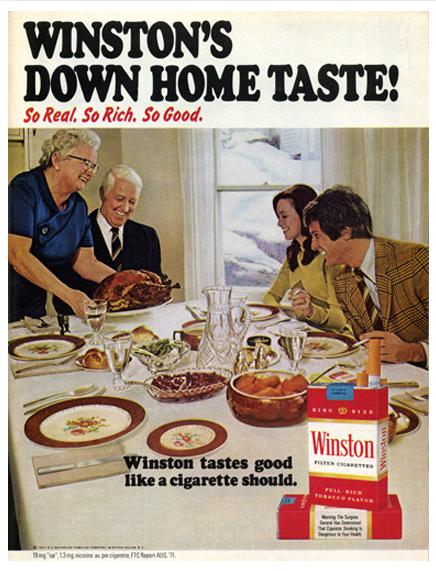 WINSTON'S
DOWN HOME TASTE!
So Real. So Rich. So Good.
KING SIZE
Winston
FILTER CIGARETTES
Winston
FULL-RICH
TOBACCO FLAVOR
Winston tastes good
like a cigarette should.
Warning: The Surgeon
General Has Determined
That Cigarette Smoking Is
Dangerous to Your Health
19 mg. "tar", 1.3 mg. nicotine av. per cigarette, FTC Report AUG. '71.